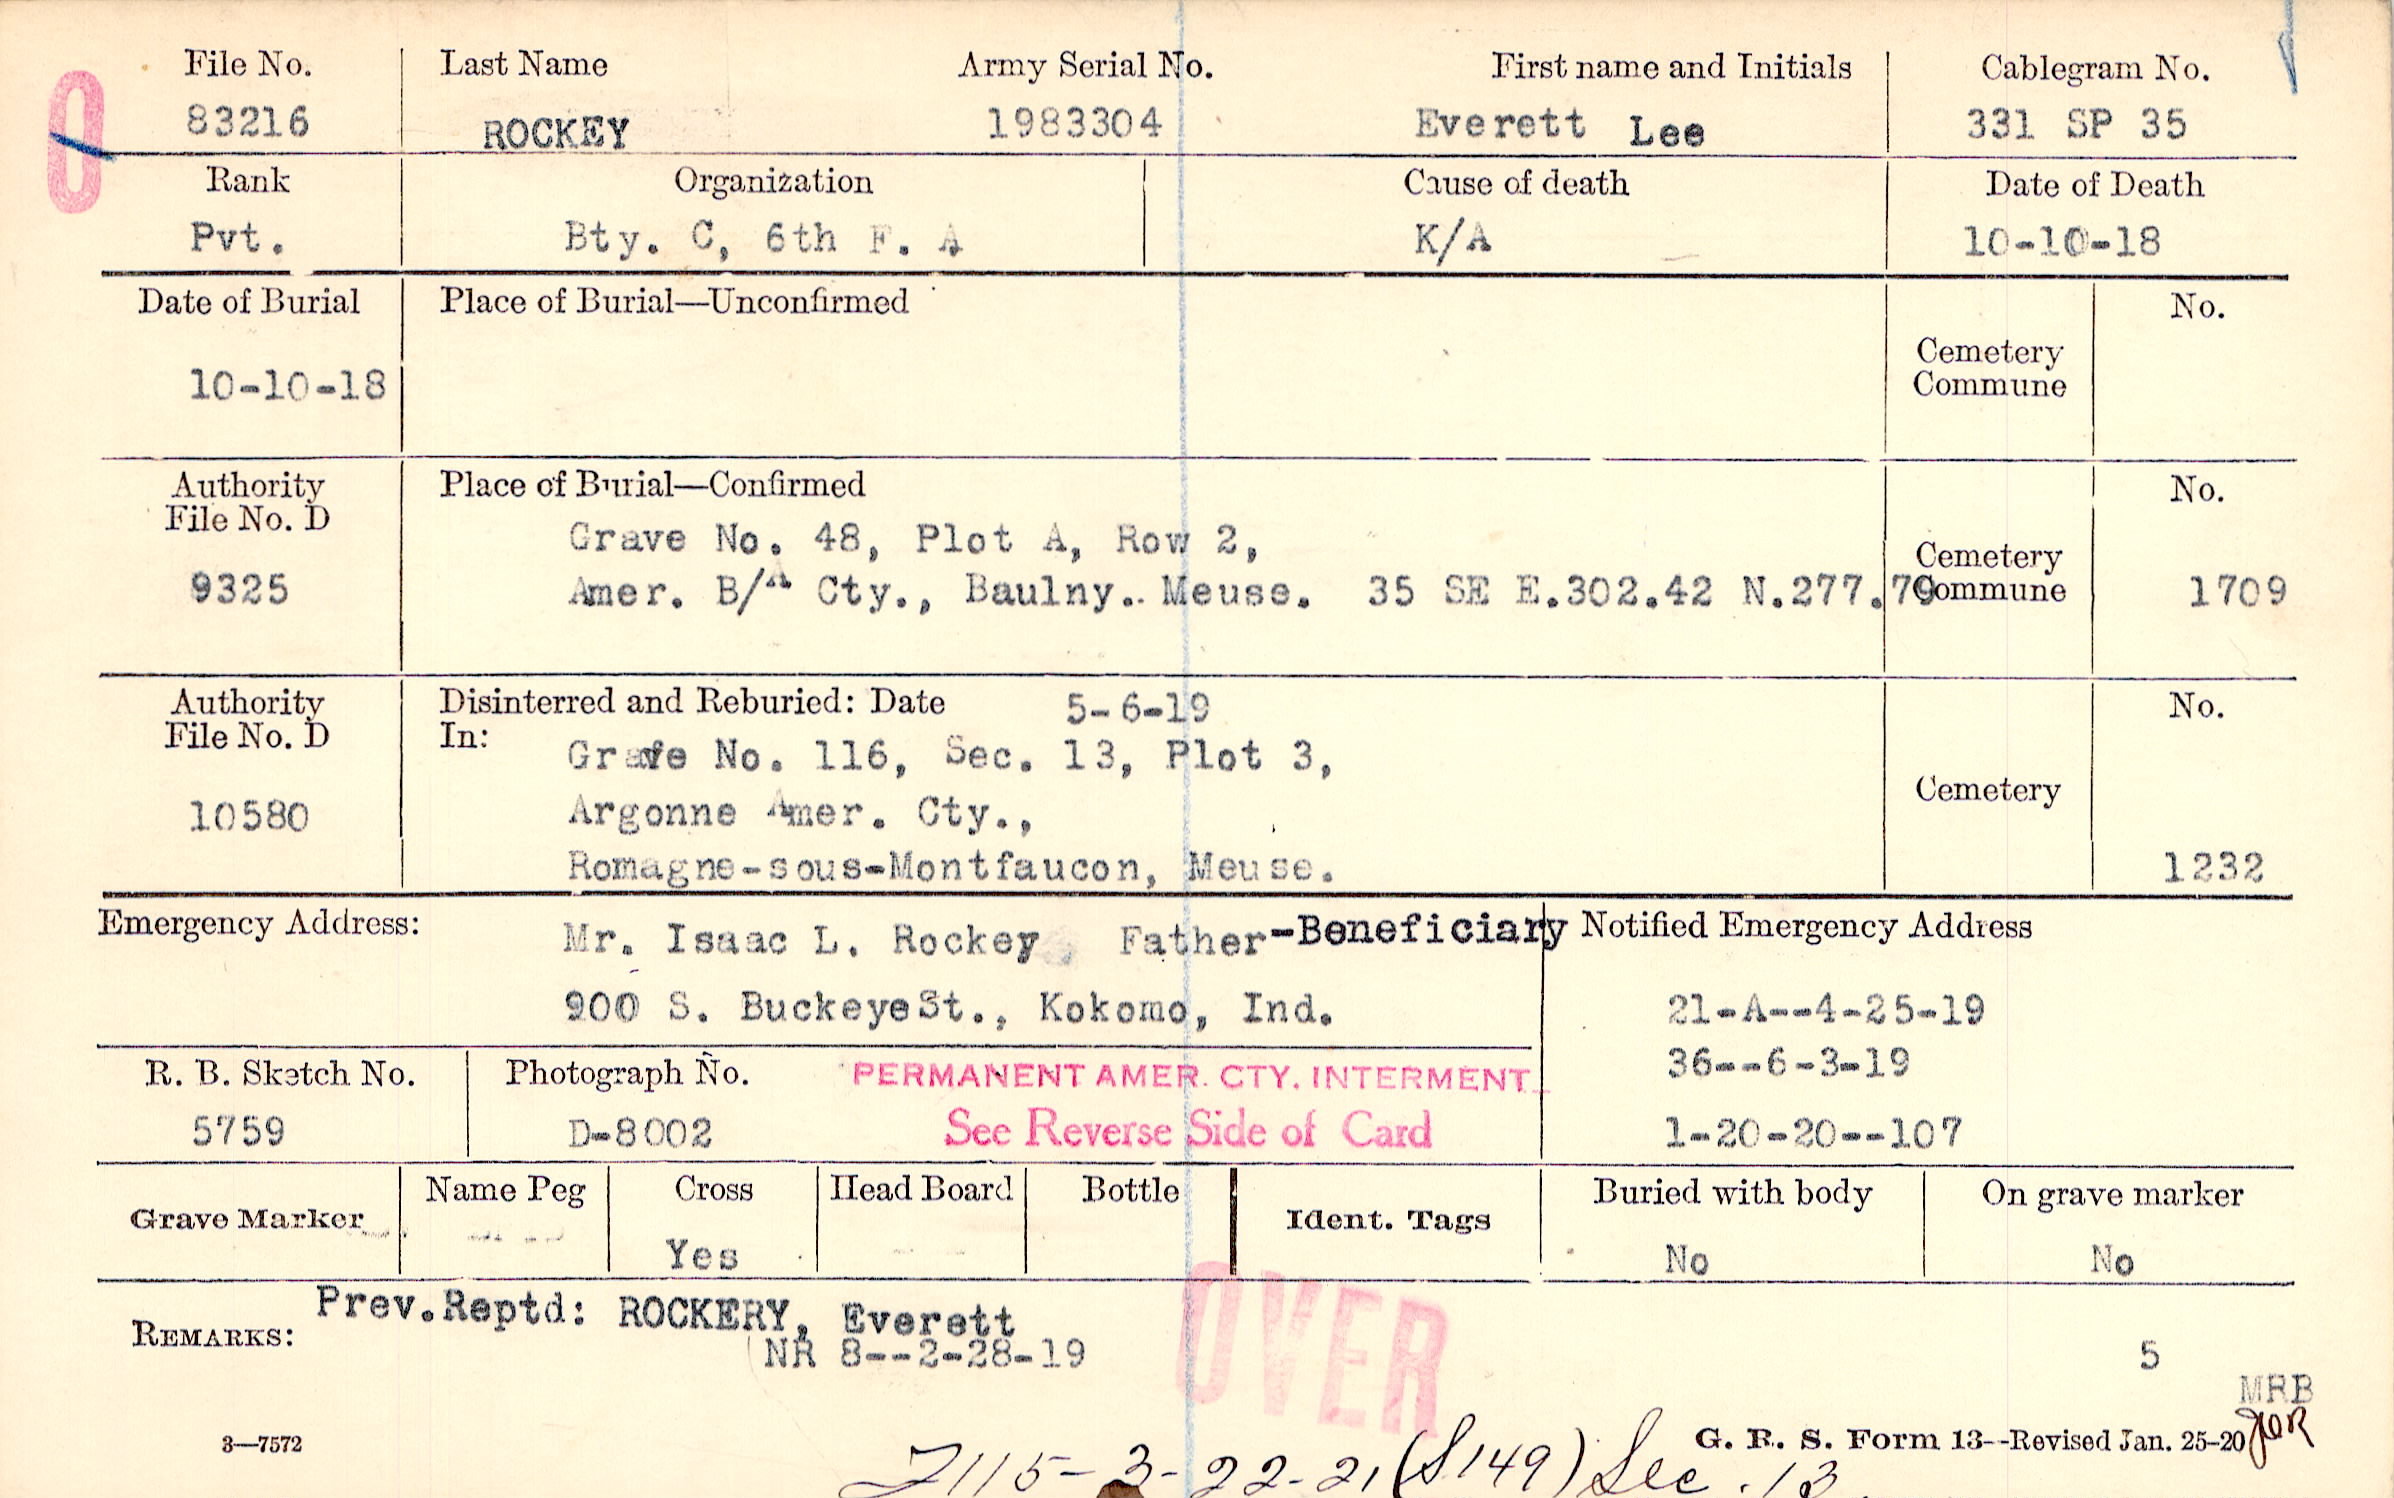 File No. Last Name Army Serial No. First name and Initials Cablegram No.
0 83216 ROCKEY 1983304 Everett Lee 331 SP 35
Rank Organization Cause of death Date of Death
Pvt. Bty. C, 6th F. A K/A 10-10-18
Date of Burial Place of Burial—Unconfirmed No.
Cemetery
Commune
10-10-18
Authority Place of Burial—Confirmed No.
File No. D
Grave No. 48, Plot A, Row 2,
Cemetery
9325 Amer. B/A Cty., Baulny. Meuse. 35 SE E.302.42 N.277.79 Commune 1709
Authority Disinterred and Reburied: Date 5-6-19 No.
File No. D In:
Grave No. 116, Sec. 13, Plot 3,
Cemetery
10580 Argonne Amer. Cty.,
Romagne-sous-Montfaucon, Meuse. 1232
Emergency Address: Mr. Isaac L. Rockey Father-Beneficiary Notified Emergency Address
900 S. BuckeyeSt., Kokomo, Ind. 21-A--4-25-19
36--6-3-19
R. B. Sketch No. Photograph No. PERMANENT AMER. CTY. INTERMENT
5759 D-8002 See Reverse Side of Card 1-20-20--107
Grave Marker Name Peg Cross Head Board Bottle Ident. Tags Buried with body On grave marker
Yes No No
REMARKS: Prev.Reptd: ROCKERY, Everett
NR 8--2-28-19 5
OVER
MRB
3—7572 G. R. S. Form 13--Revised Jan. 25-20
115-3-22-21 (S149) Sec. 13